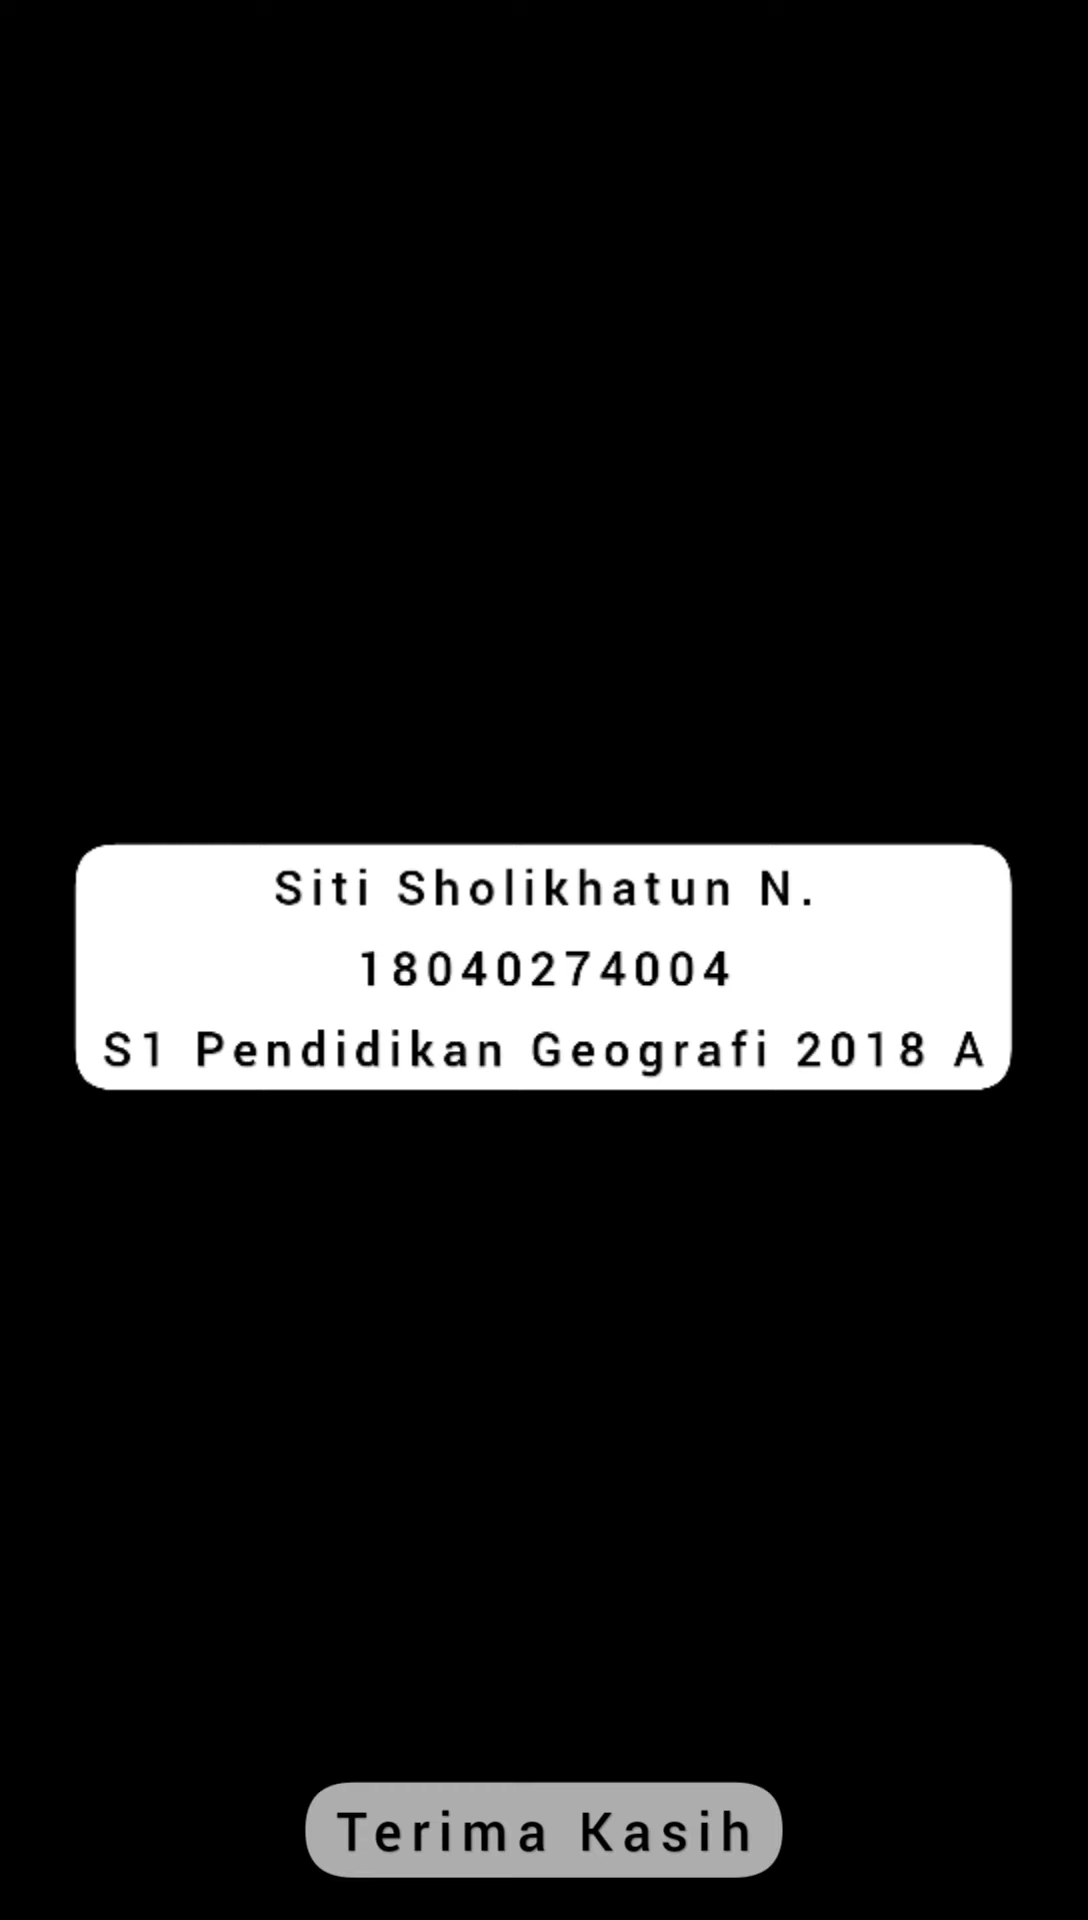 Siti Sholikhatun N.
18040274004
S1 Pendidikan Geografi 2018 A
Terima Kasih